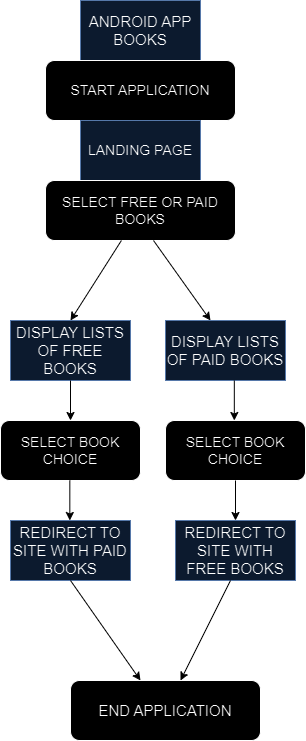 ANDROID APP
BOOKS
START APPLICATION
LANDING PAGE
SELECT FREE OR PAID
BOOKS
DISPLAY LISTS
OF FREE
BOOKS
DISPLAY LISTS
OF PAID BOOKS
SELECT BOOK
CHOICE
SELECT BOOK
CHOICE
REDIRECT TO
SITE WITH PAID
BOOKS
REDIRECT TO
SITE WITH
FREE BOOKS
END APPLICATION